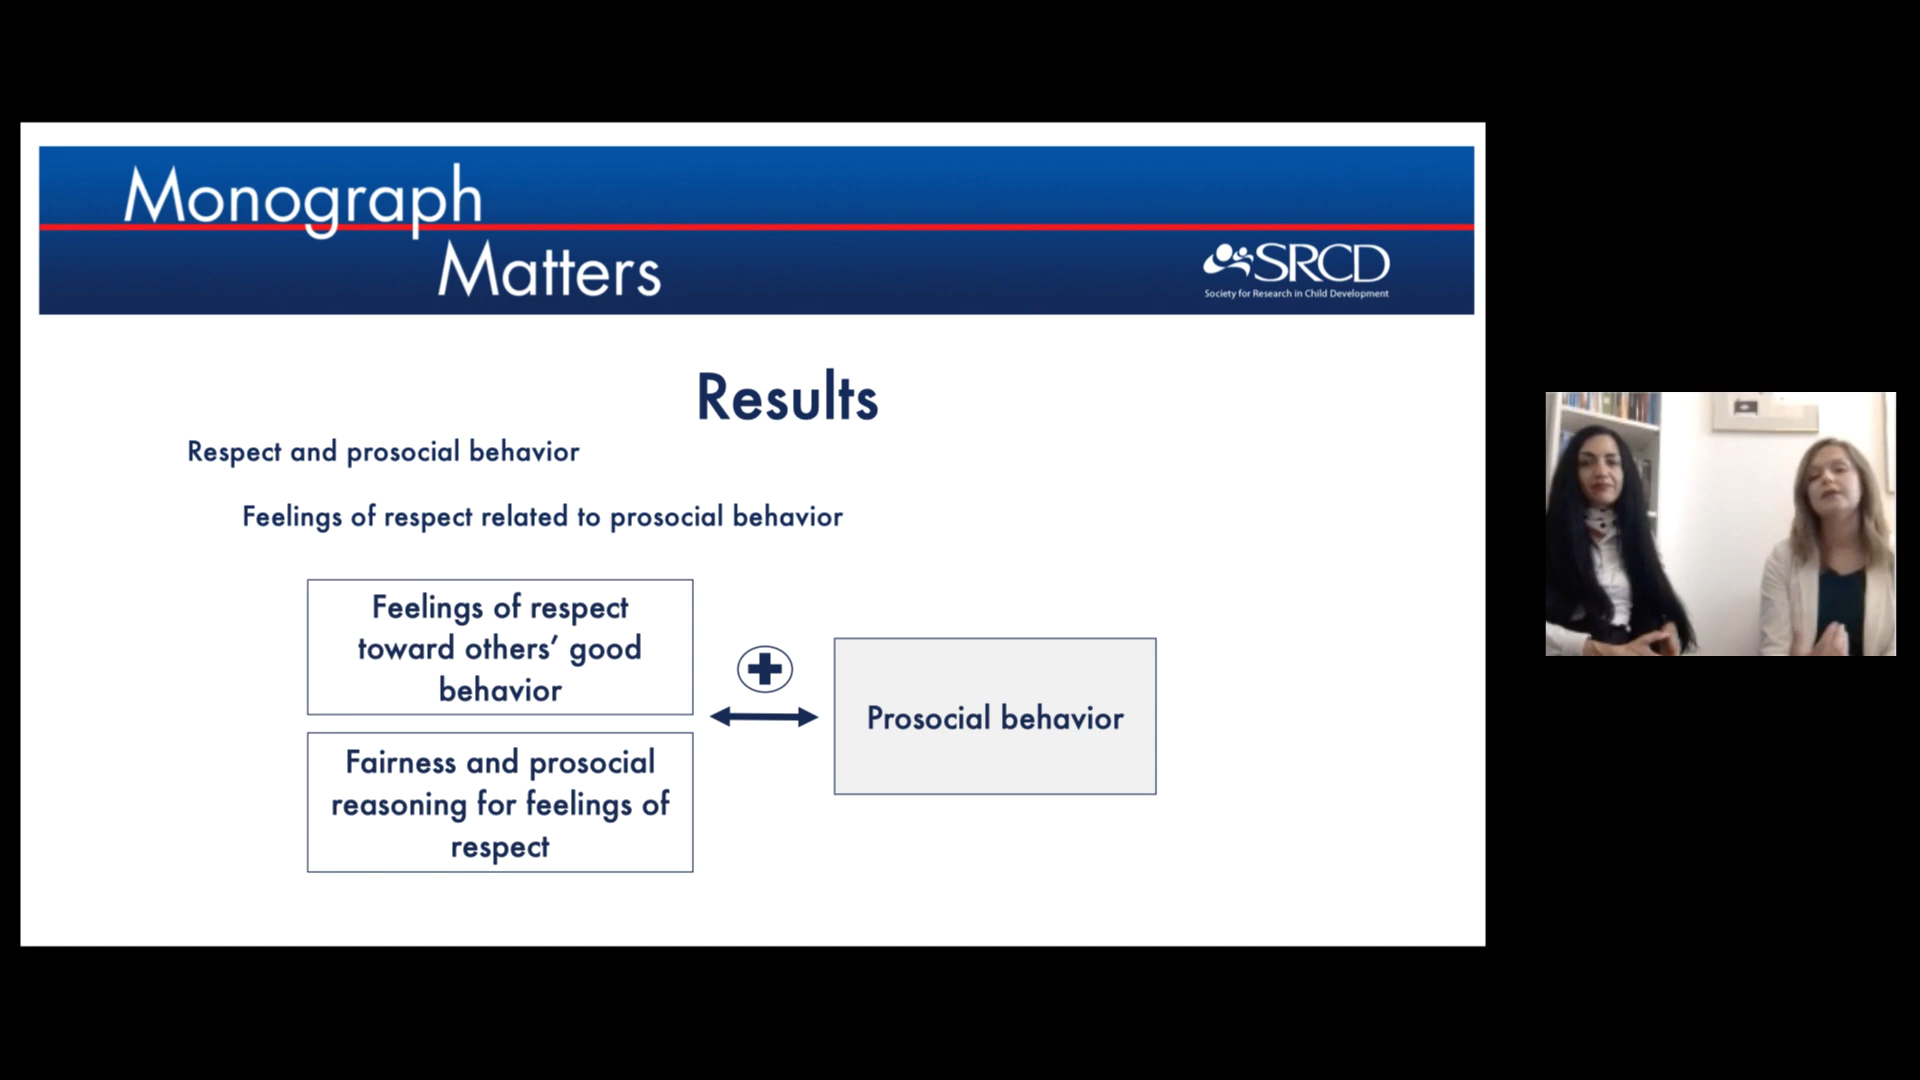 Monograph
Matters
SRCD
Society for Research in Child Development
Results
Respect and prosocial behavior
Feelings of respect related to prosocial behavior
Feelings of respect
toward others’ good
behavior
Fairness and prosocial
reasoning for feelings of
respect
Prosocial behavior